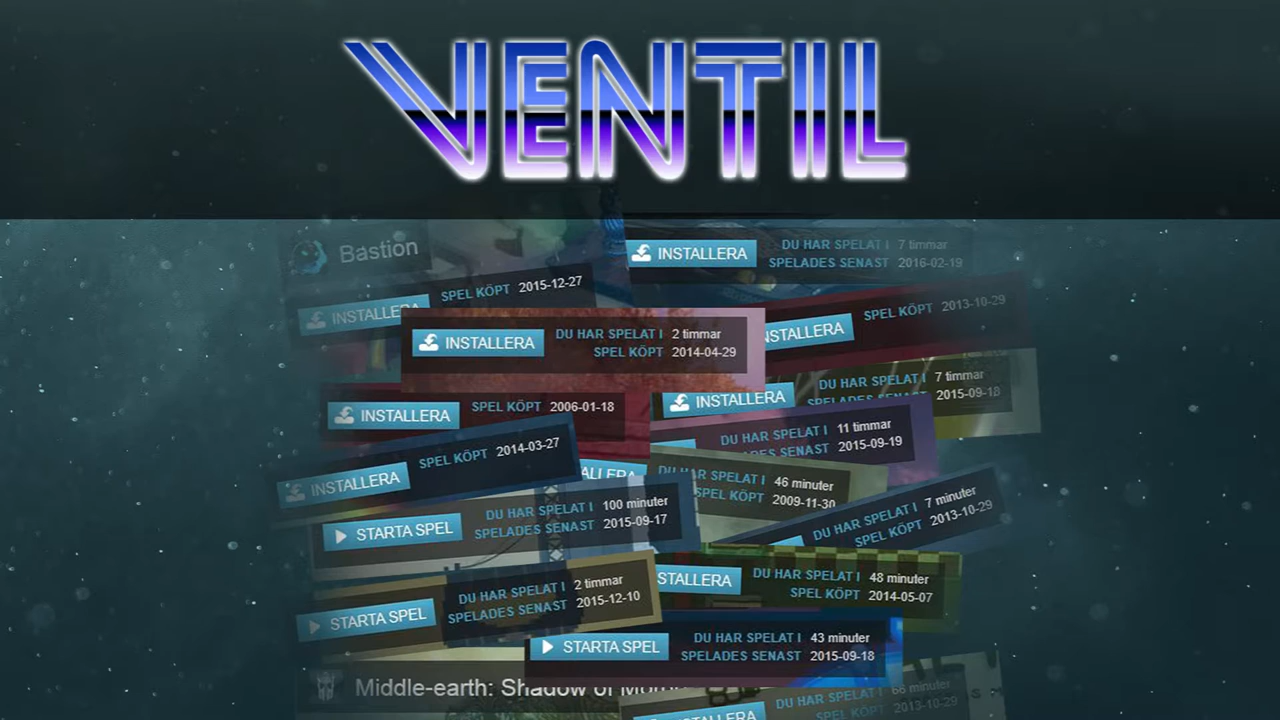 VENTIL
Bastion
INSTALLERA
DU HAR SPELAT I 7 timmar
SPELADES SENAST 2016-02-19
INSTALLERA
SPEL KÖPT 2015-12-27
INSTALLERA
DU HAR SPELAT I 2 timmar
SPEL KÖPT 2014-04-29
INSTALLERA
SPEL KÖPT 2013-10-29
INSTALLERA
SPEL KÖPT 2006-01-18
INSTALLERA
DU HAR SPELAT I 7 timmar
SPELADES SENAST 2015-09-18
DU HAR SPELAT I 11 timmar
SPELADES SENAST 2015-09-19
INSTALLERA
SPEL KÖPT 2014-03-27
TALLERA
DU HAR SPELAT I 46 minuter
SPEL KÖPT 2009-11-30
STARTA SPEL
DU HAR SPELAT I 100 minuter
SPELADES SENAST 2015-09-17
DU HAR SPELAT I 7 minuter
SPEL KÖPT 2013-10-29
STALLERA
DU HAR SPELAT I 48 minuter
SPEL KÖPT 2014-05-07
STARTA SPEL
DU HAR SPELAT I 2 timmar
SPELADES SENAST 2015-12-10
STARTA SPEL
DU HAR SPELAT I 43 minuter
SPELADES SENAST 2015-09-18
Middle-earth: Shadow of Mordor
INSTALLERA
DU HAR SPELAT I 66 minuter
SPEL KÖPT 2013-10-29